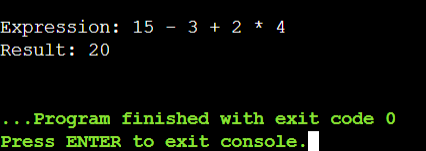 Expression: 15 - 3 + 2 * 4
Result: 20
...Program finished with exit code 0
Press ENTER to exit console.